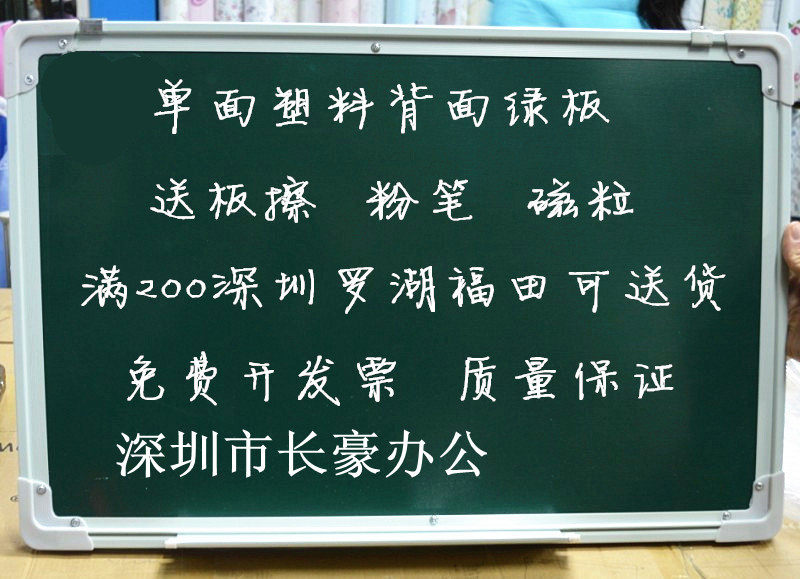 单面塑料背面绿板
送板擦 粉笔 磁粒
满200深圳罗湖福田可送货
免费开发票 质量保证
深圳市长豪办公